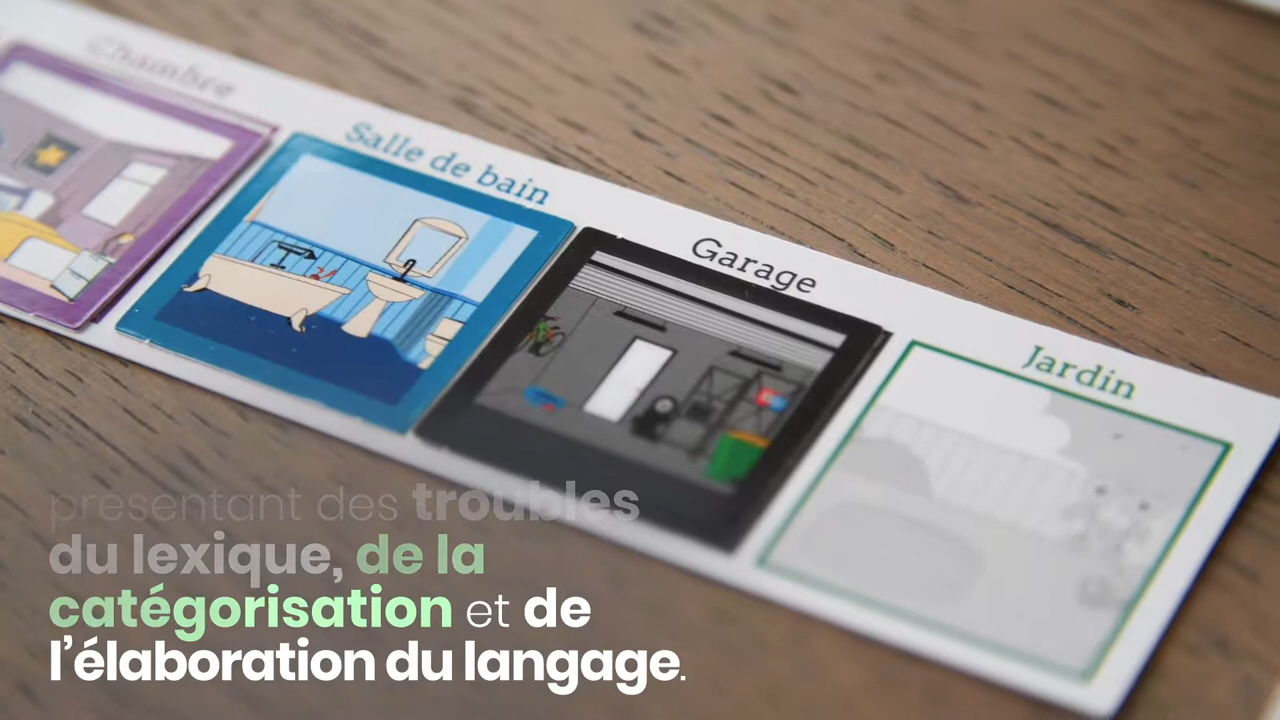 Chambre
Salle de bain
Garage
Jardin
présentant des troubles
du lexique, de la
catégorisation et de
l’élaboration du langage.